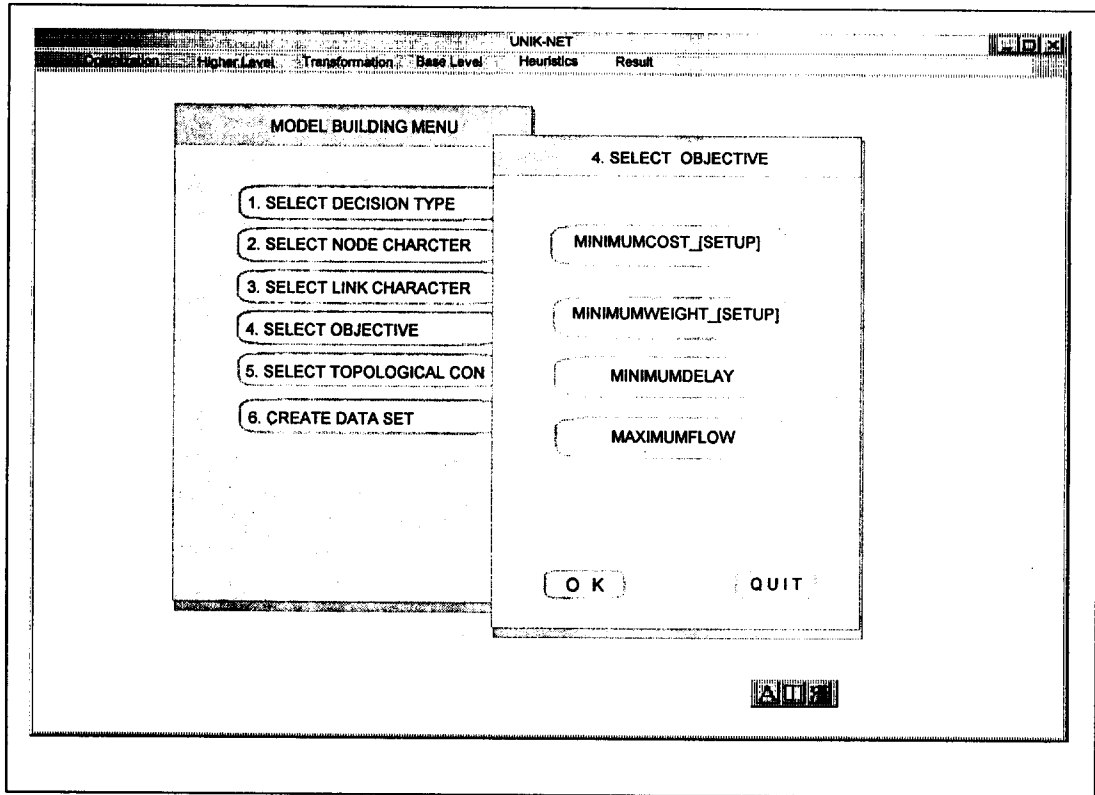 UNIK-NET
Optimization Higher Level Transformation Base Level Heuristics Result
MODEL BUILDING MENU
1. SELECT DECISION TYPE
2. SELECT NODE CHARCTER
3. SELECT LINK CHARACTER
4. SELECT OBJECTIVE
5. SELECT TOPOLOGICAL CON
6. CREATE DATA SET
4. SELECT OBJECTIVE
MINIMUMCOST_[SETUP]
MINIMUMWEIGHT_[SETUP]
MINIMUMDELAY
MAXIMUMFLOW
O K QUIT
A